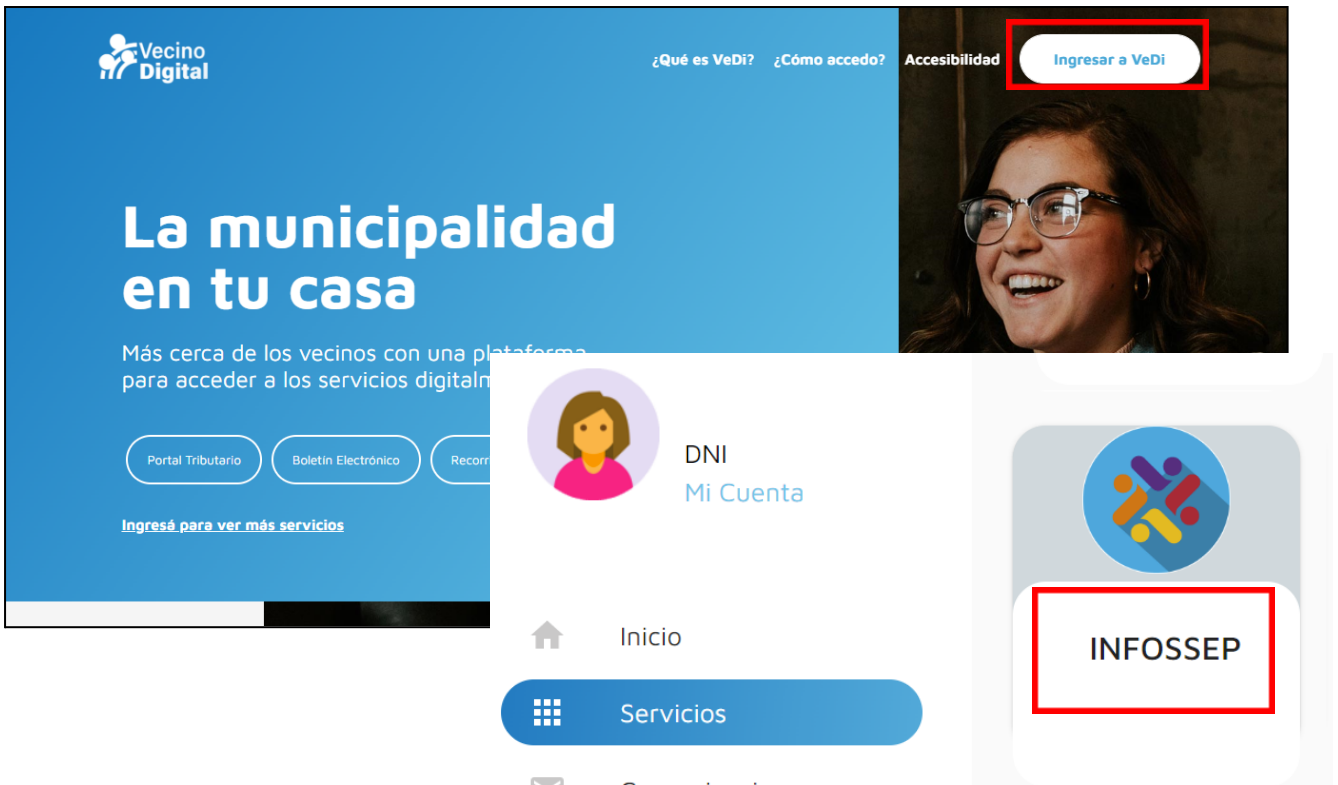 Vecino
Digital
¿Qué es VeDi?
¿Cómo accedo?
Accesibilidad
Ingresar a VeDi
La municipalidad
en tu casa
Más cerca de los vecinos con una plataforma
para acceder a los servicios
Portal Tributario
Boletín Electrónico
Ingresá para ver más servicios
DNI
Mi Cuenta
Inicio
Servicios
INFOSSEP